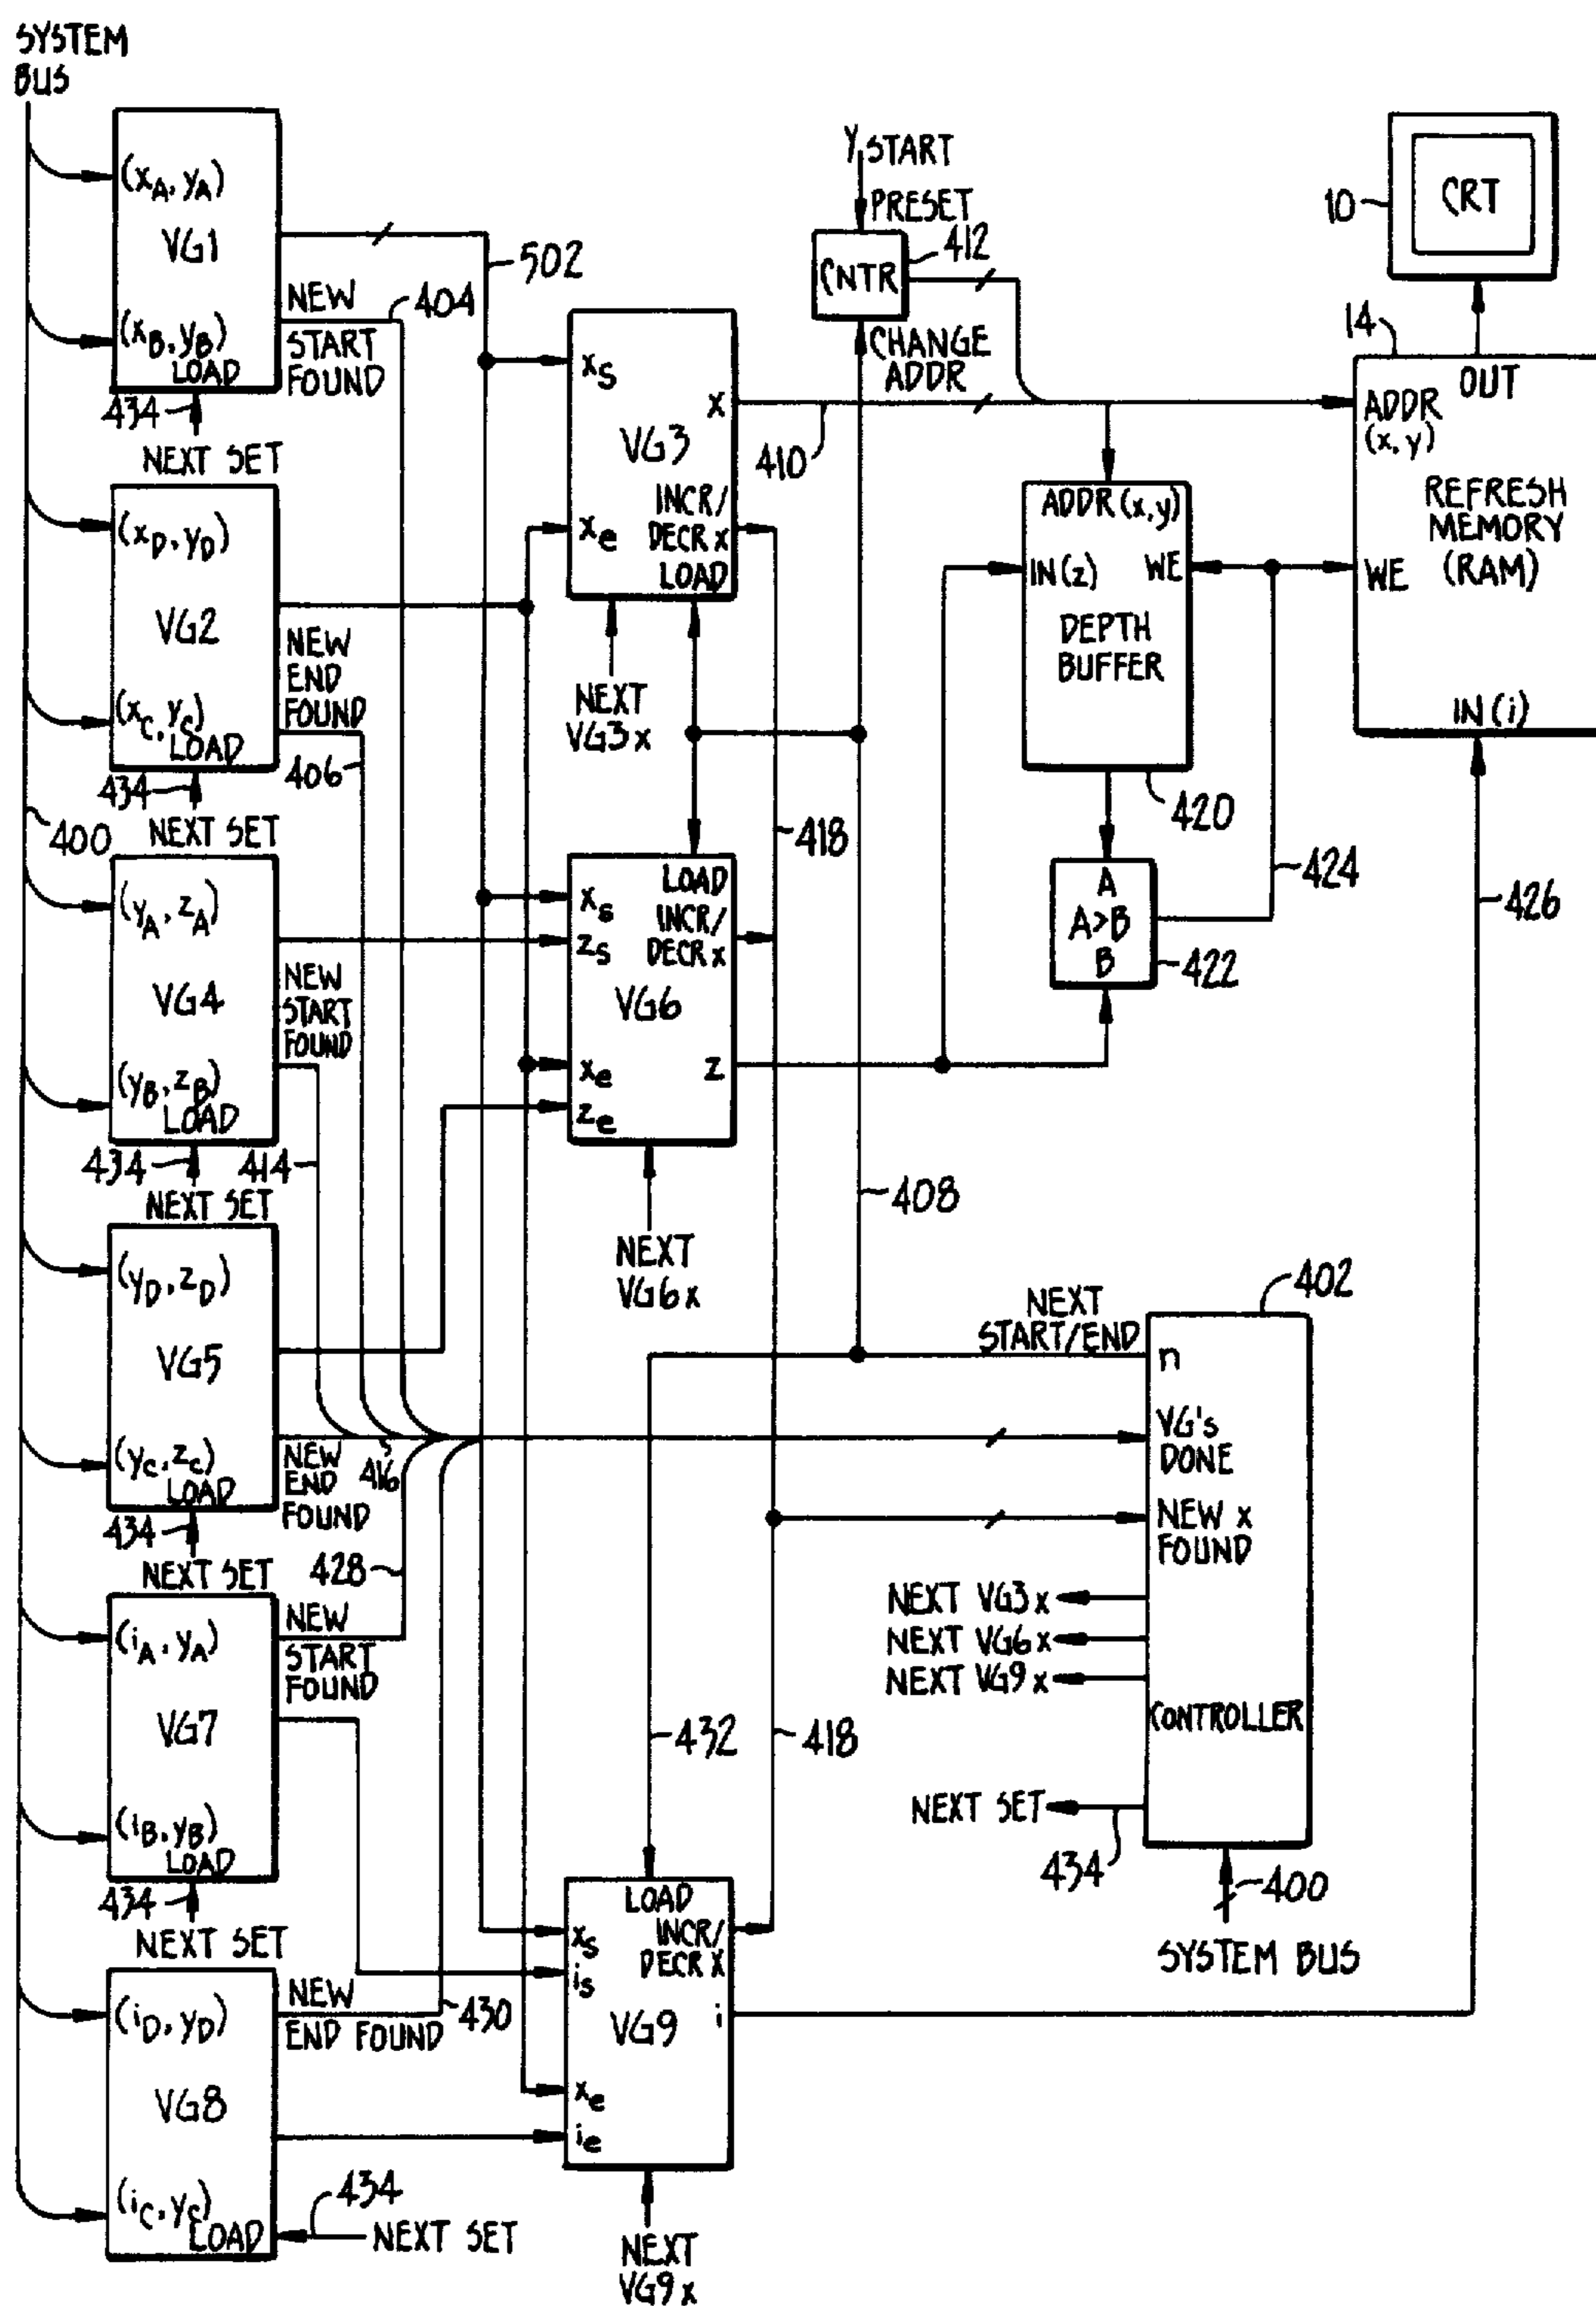 SYSTEM
BUS
(xA, yA)
VG1
(xB, yB)
LOAD
434
NEXT SET
NEW
START
FOUND
404
502
(xD, yD)
VG2
(xC, yC)
LOAD
434
NEXT SET
NEW
END
FOUND
406
400
(yA, zA)
VG4
(yB, zB)
LOAD
434
NEXT SET
NEW
START
FOUND
414
(yD, zD)
VG5
(yC, zC)
LOAD
434
NEXT SET
NEW
END
FOUND
416
428
(iA, yA)
VG7
(iB, yB)
LOAD
434
NEXT SET
NEW
START
FOUND
(iD, yD)
VG8
(iC, yC)
LOAD
434
NEXT SET
NEW
END FOUND
430
xS
x
VG3
INCR/
DECR x
xe
LOAD
NEXT
VG3x
410
Y START
PRESET
CNTR
412
CHANGE
ADDR
LOAD
xs
INCR/
DECR x
zs
VG6
xe
z
ze
NEXT
VG6x
418
408
ADDR (x,y)
IN (z)
WE
DEPTH
BUFFER
420
A
A>B
B
422
424
10
CRT
14
OUT
ADDR
(x, y)
REFRESH
MEMORY
(RAM)
WE
IN (i)
426
402
NEXT
START/END
n
VG's
DONE
NEW x
FOUND
NEXT VG3x
NEXT VG6x
NEXT VG9x
CONTROLLER
NEXT SET
434
400
SYSTEM BUS
432
418
LOAD
xs
INCR/
DECR X
is
VG9
i
xe
ie
NEXT
VG9x